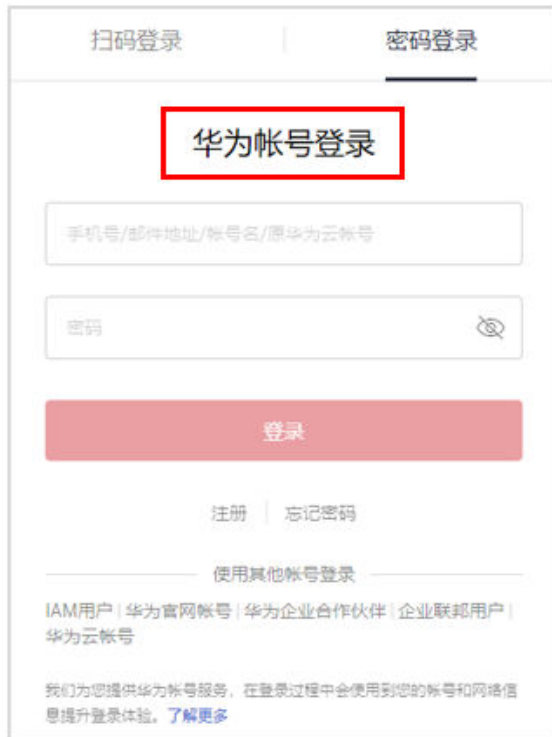 扫码登录 | 密码登录
华为帐号登录
手机号/邮件地址/帐号名/原华为云帐号
密码
登录
注册 | 忘记密码
使用其他帐号登录
IAM用户 | 华为官网帐号 | 华为企业合作伙伴 | 企业联邦用户 |
华为云帐号
我们为您提供华为帐号服务，在登录过程中会使用到您的帐号和网络信
息提升登录体验。了解更多